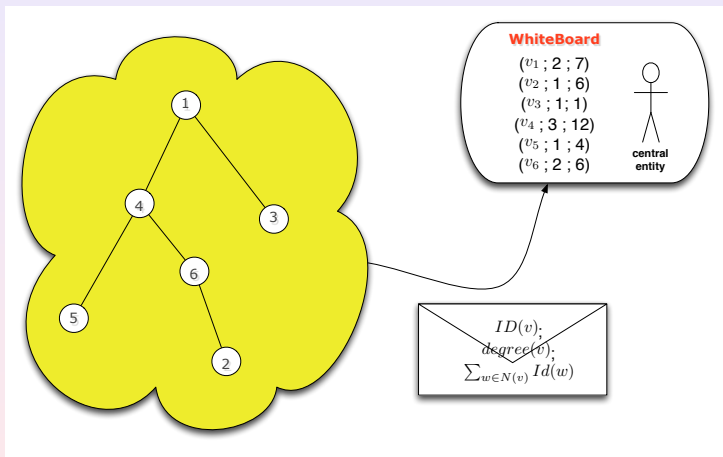 WhiteBoard
(v₁ ; 2 ; 7)
(v₂ ; 1 ; 6)
(v₃ ; 1; 1)
(v₄ ; 3 ; 12)
(v₅ ; 1 ; 4)
(v₆ ; 2 ; 6)
central
entity
1
4
3
6
5
2
ID(v);
degree(v);
∑w∈N(v) Id(w)